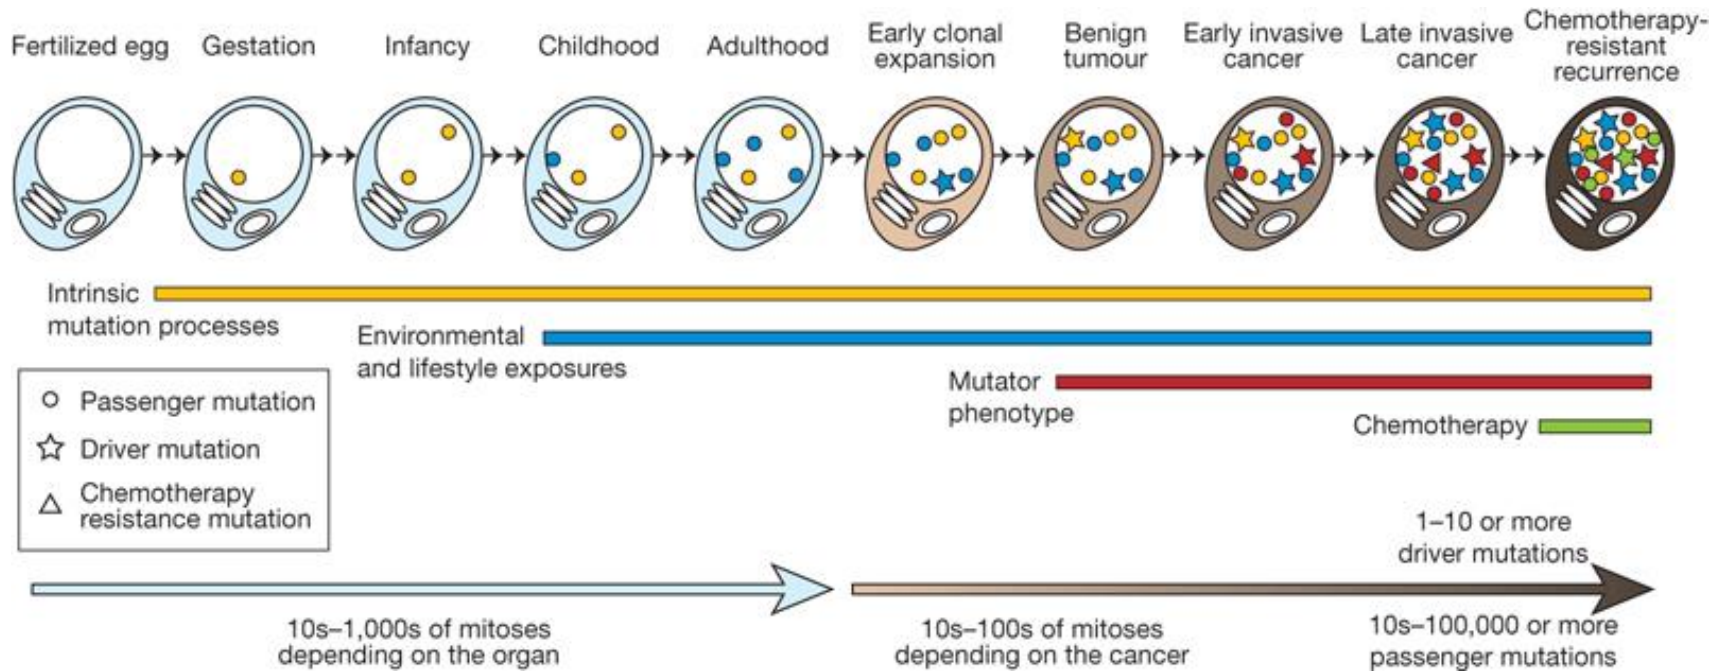 Fertilized egg
Gestation
Infancy
Childhood
Adulthood
Early clonal
expansion
Benign
tumour
Early invasive
cancer
Late invasive
cancer
Chemotherapy-
resistant
recurrence
Intrinsic
mutation processes
Environmental
and lifestyle exposures
Mutator
phenotype
Chemotherapy
Passenger mutation
Driver mutation
Chemotherapy
resistance mutation
1–10 or more
driver mutations
10s–1,000s of mitoses
depending on the organ
10s–100s of mitoses
depending on the cancer
10s–100,000 or more
passenger mutations